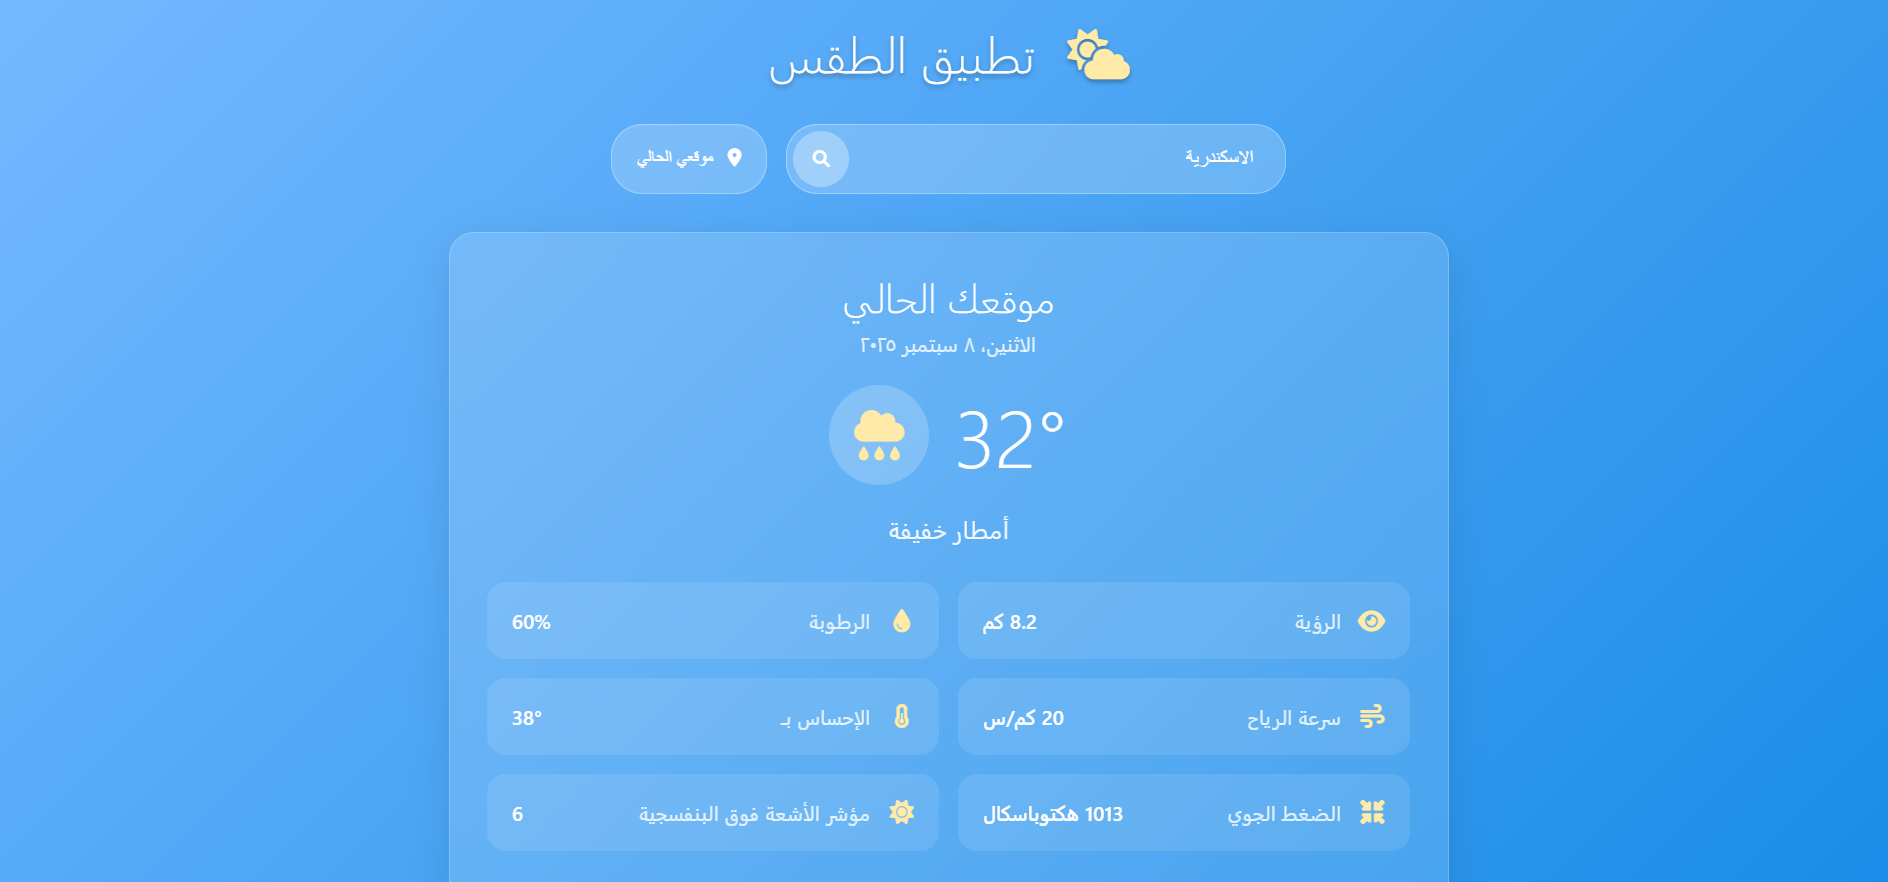 تطبيق الطقس
الاسكندرية
موقعي الحالي
موقعك الحالي
الاثنين، ٨ سبتمبر ٢٠٢٥
32°
أمطار خفيفة
الرؤية
8.2 كم
الرطوبة
60%
سرعة الرياح
20 كم/س
الإحساس بـ
38°
الضغط الجوي
1013 هكتوباسكال
مؤشر الأشعة فوق البنفسجية
6